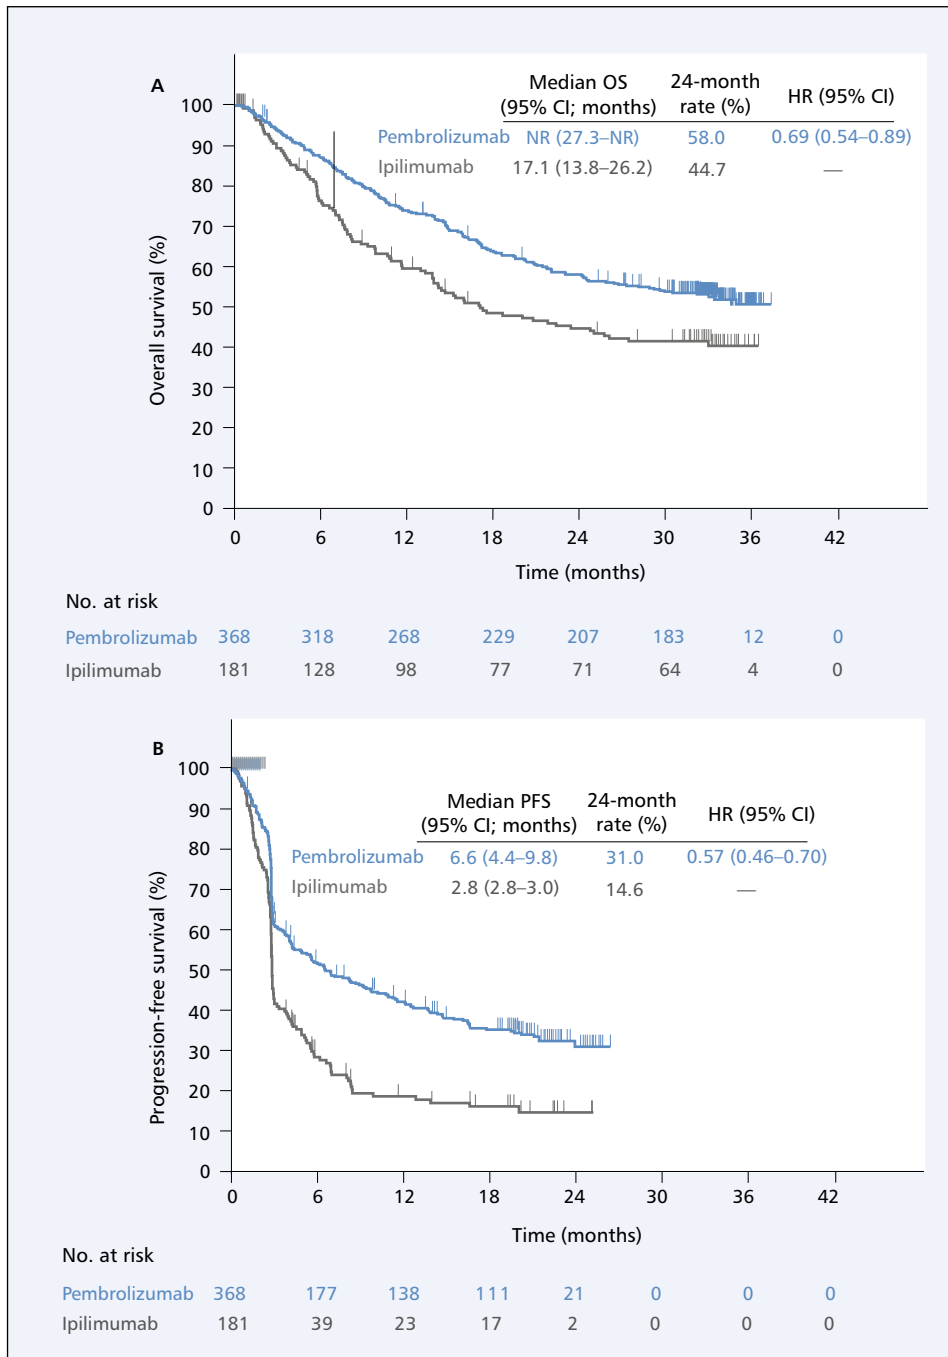 A
Median OS 24-month HR (95% CI)
(95% CI; months) rate (%)
Pembrolizumab NR (27.3–NR) 58.0 0.69 (0.54–0.89)
Ipilimumab 17.1 (13.8–26.2) 44.7 —
Overall survival (%)
100
90
80
70
60
50
40
30
20
10
0
0 6 12 18 24 30 36 42
Time (months)
No. at risk
Pembrolizumab 368 318 268 229 207 183 12 0
Ipilimumab 181 128 98 77 71 64 4 0
B
Median PFS 24-month HR (95% CI)
(95% CI; months) rate (%)
Pembrolizumab 6.6 (4.4–9.8) 31.0 0.57 (0.46–0.70)
Ipilimumab 2.8 (2.8–3.0) 14.6 —
Progression-free survival (%)
100
90
80
70
60
50
40
30
20
10
0
0 6 12 18 24 30 36 42
Time (months)
No. at risk
Pembrolizumab 368 177 138 111 21 0 0 0
Ipilimumab 181 39 23 17 2 0 0 0